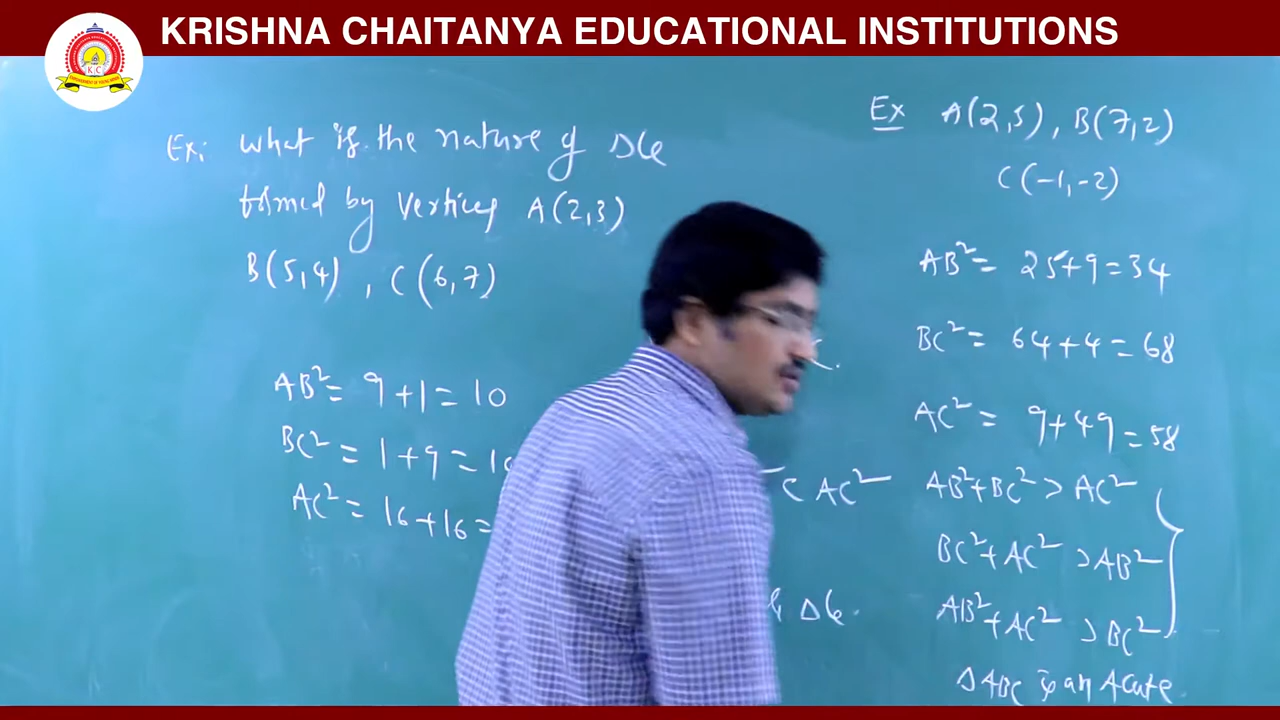 KRISHNA CHAITANYA EDUCATIONAL INSTITUTIONS
K C
Ex: What is the nature of Δle
formed by vertices A(2,3)
B(5,4), C(6,7)
AB²= 9+1= 10
BC² = 1+9 = 10
AC² = 16+16=
< AC²
Δle.
Ex A(2,5), B(7,2)
C(-1,-2)
AB²= 25+9=34
BC²= 64+4=68
AC² = 9+49=58
AB²+BC² > AC²
BC²+AC² >AB²
AB²+AC² >BC²
ΔABC is an Acute.